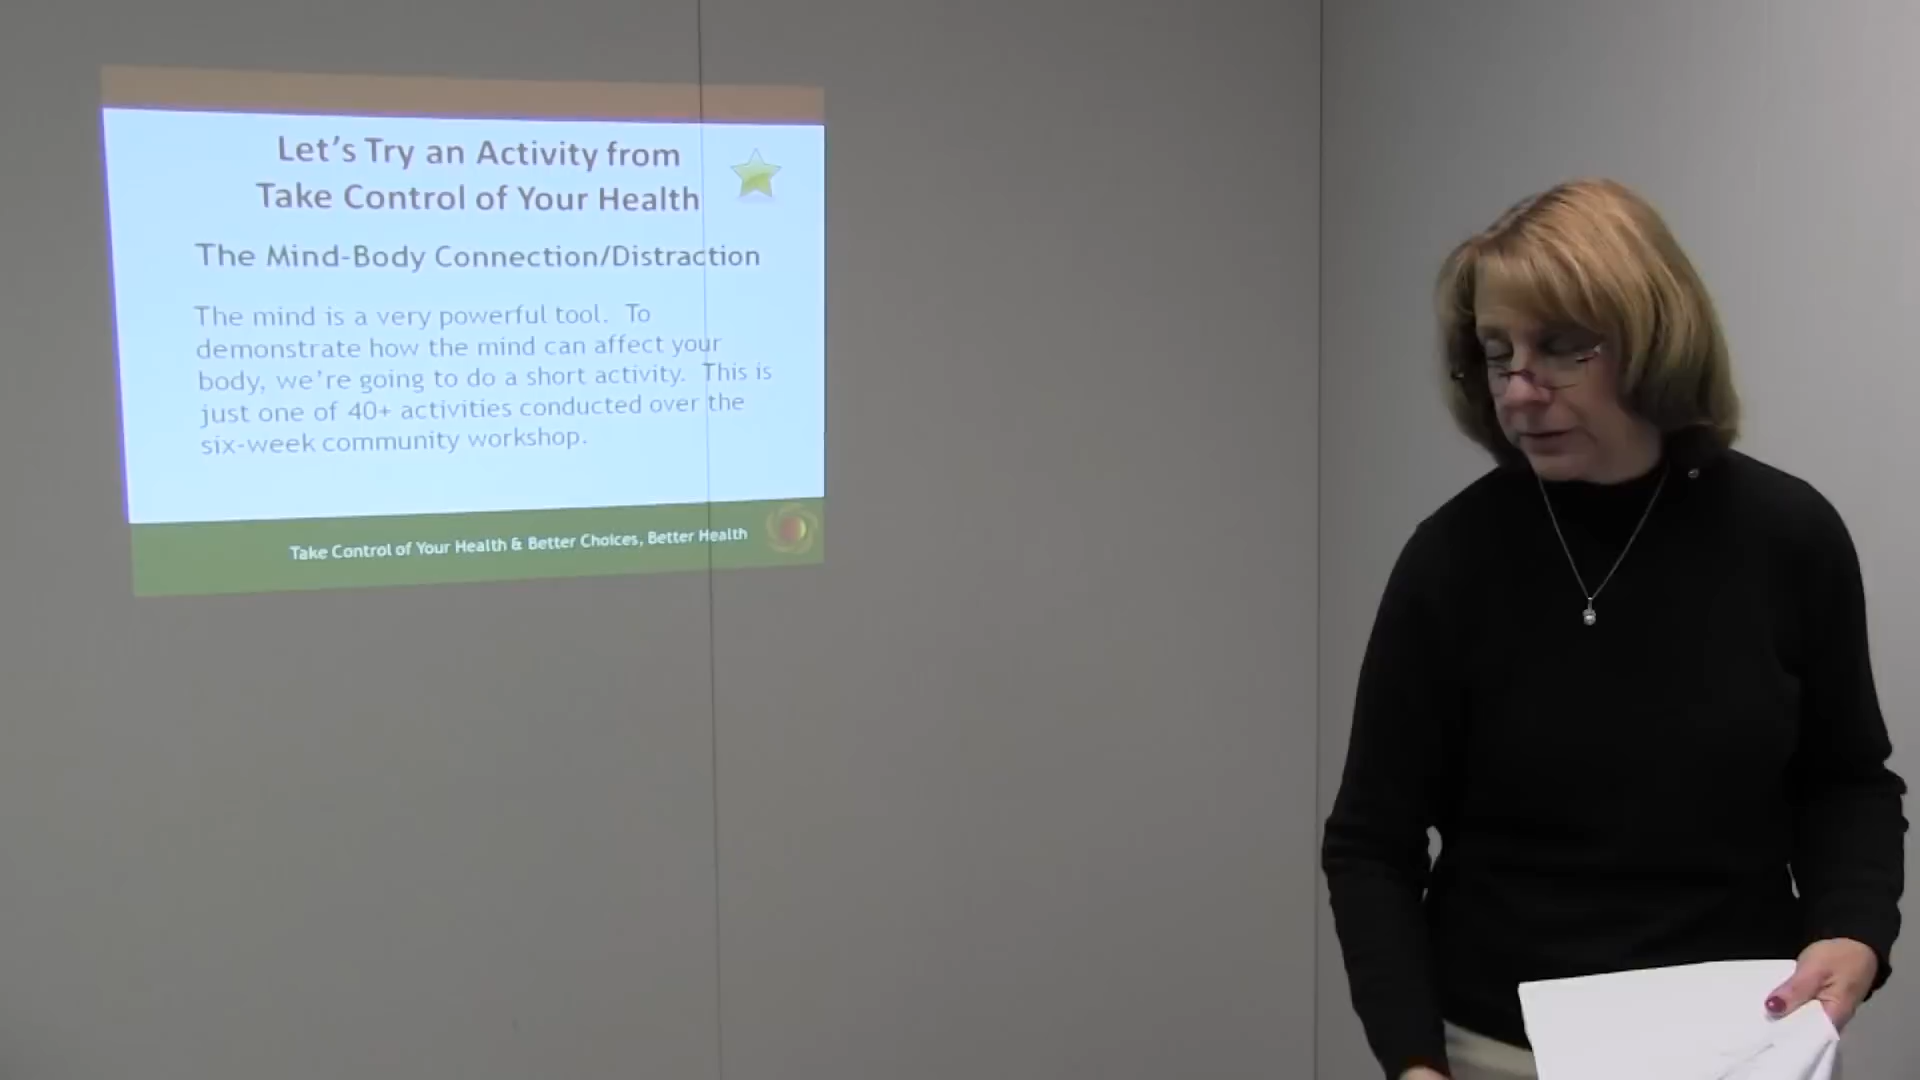 Let's Try an Activity from
Take Control of Your Health
The Mind-Body Connection/Distraction
The mind is a very powerful tool. To
demonstrate how the mind can affect your
body, we're going to do a short activity. This is
just one of 40+ activities conducted over the
six-week community workshop.
Take Control of Your Health & Better Choices, Better Health